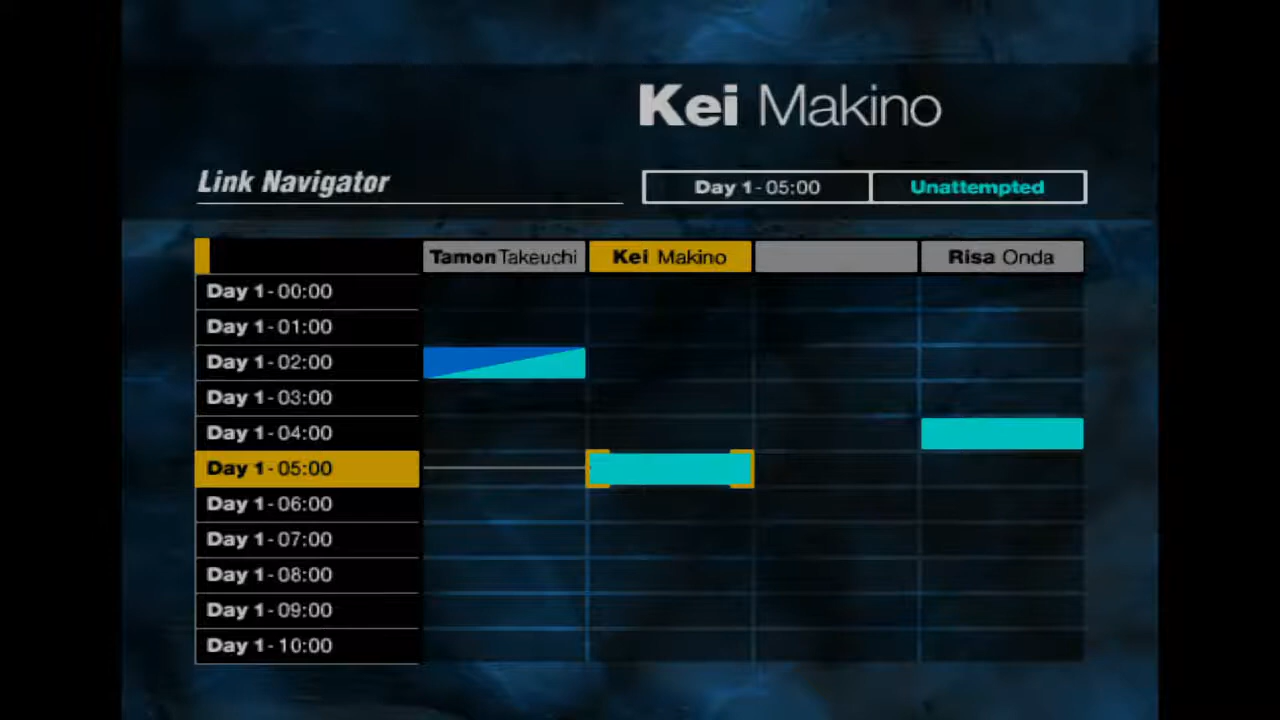 Kei Makino
Link Navigator
Day 1 - 05:00 Unattempted
Tamon Takeuchi Kei Makino Risa Onda
Day 1 - 00:00
Day 1 - 01:00
Day 1 - 02:00
Day 1 - 03:00
Day 1 - 04:00
Day 1 - 05:00
Day 1 - 06:00
Day 1 - 07:00
Day 1 - 08:00
Day 1 - 09:00
Day 1 - 10:00